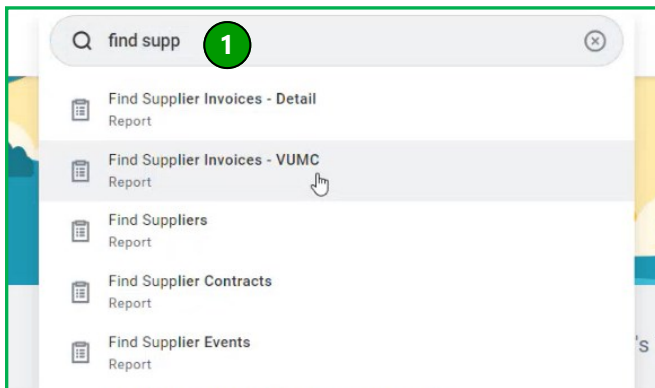 find supp
1
Find Supplier Invoices - Detail
Report
Find Supplier Invoices - VUMC
Report
Find Suppliers
Report
Find Supplier Contracts
Report
Find Supplier Events
Report
's